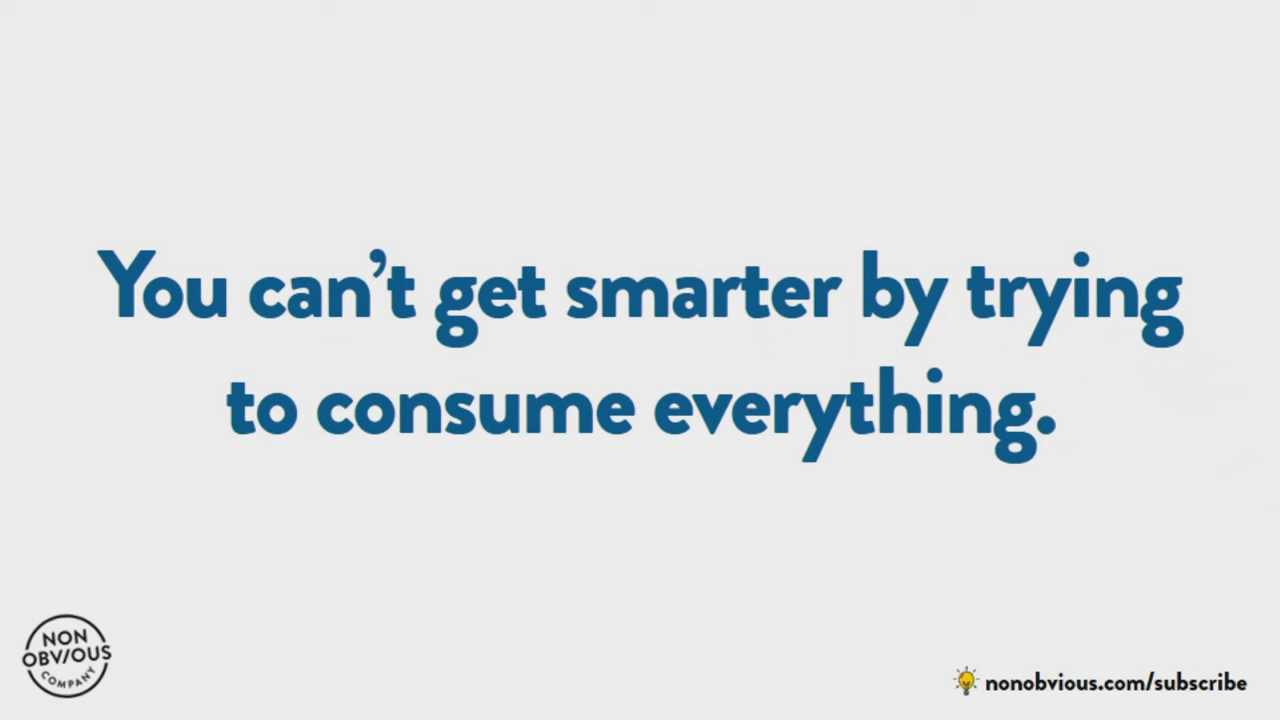 You can’t get smarter by trying
to consume everything.
NON
OBV/OUS
COMPANY
nonobvious.com/subscribe